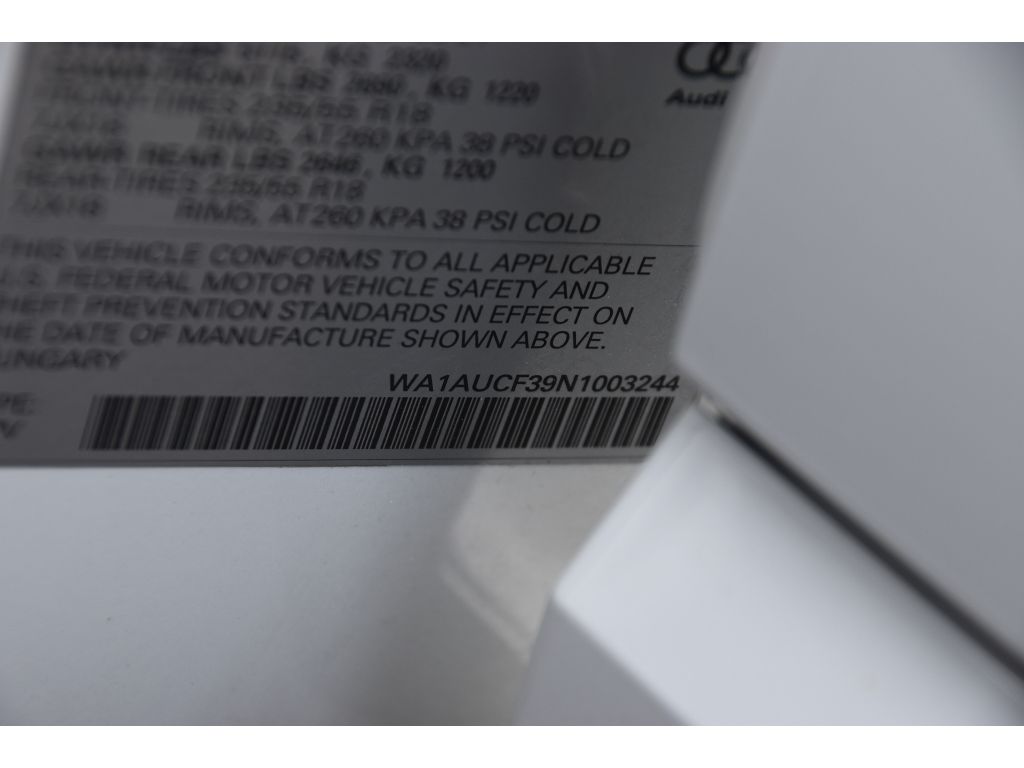 KG 2320
GAWR FRONT LBS 2690, KG 1220
FRONT TIRES 235/55 R18
RIMS, AT 260 KPA 38 PSI COLD
GAWR REAR LBS 2646, KG 1200
REAR TIRES 235/55 R18
RIMS, AT 260 KPA 38 PSI COLD
THIS VEHICLE CONFORMS TO ALL APPLICABLE
U.S. FEDERAL MOTOR VEHICLE SAFETY AND
THEFT PREVENTION STANDARDS IN EFFECT ON
THE DATE OF MANUFACTURE SHOWN ABOVE.
HUNGARY
WA1AUCF39N1003244
Audi